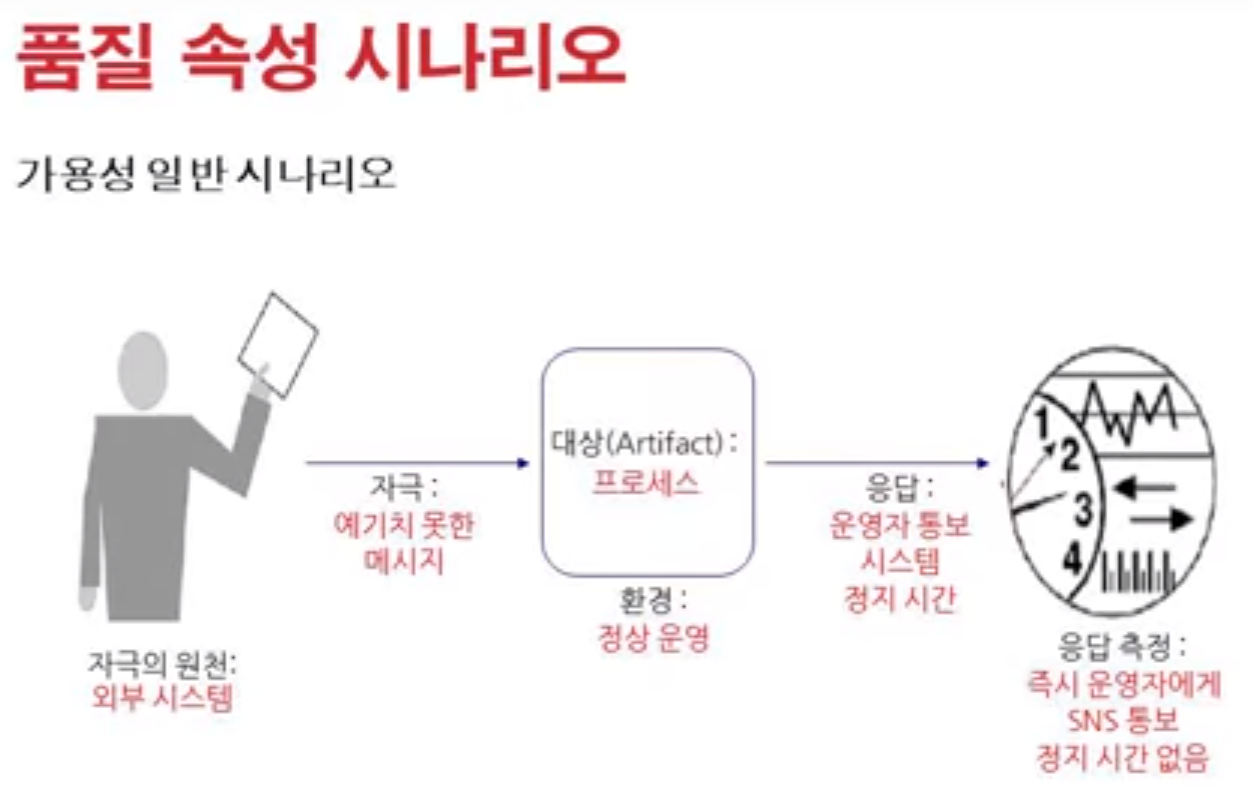 품질 속성 시나리오
가용성 일반 시나리오
자극의 원천:
외부 시스템
자극 :
예기치 못한
메시지
대상(Artifact) :
프로세스
환경 :
정상 운영
응답 :
운영자 통보
시스템
정지 시간
1
2
3
4
응답 측정 :
즉시 운영자에게
SNS 통보
정지 시간 없음